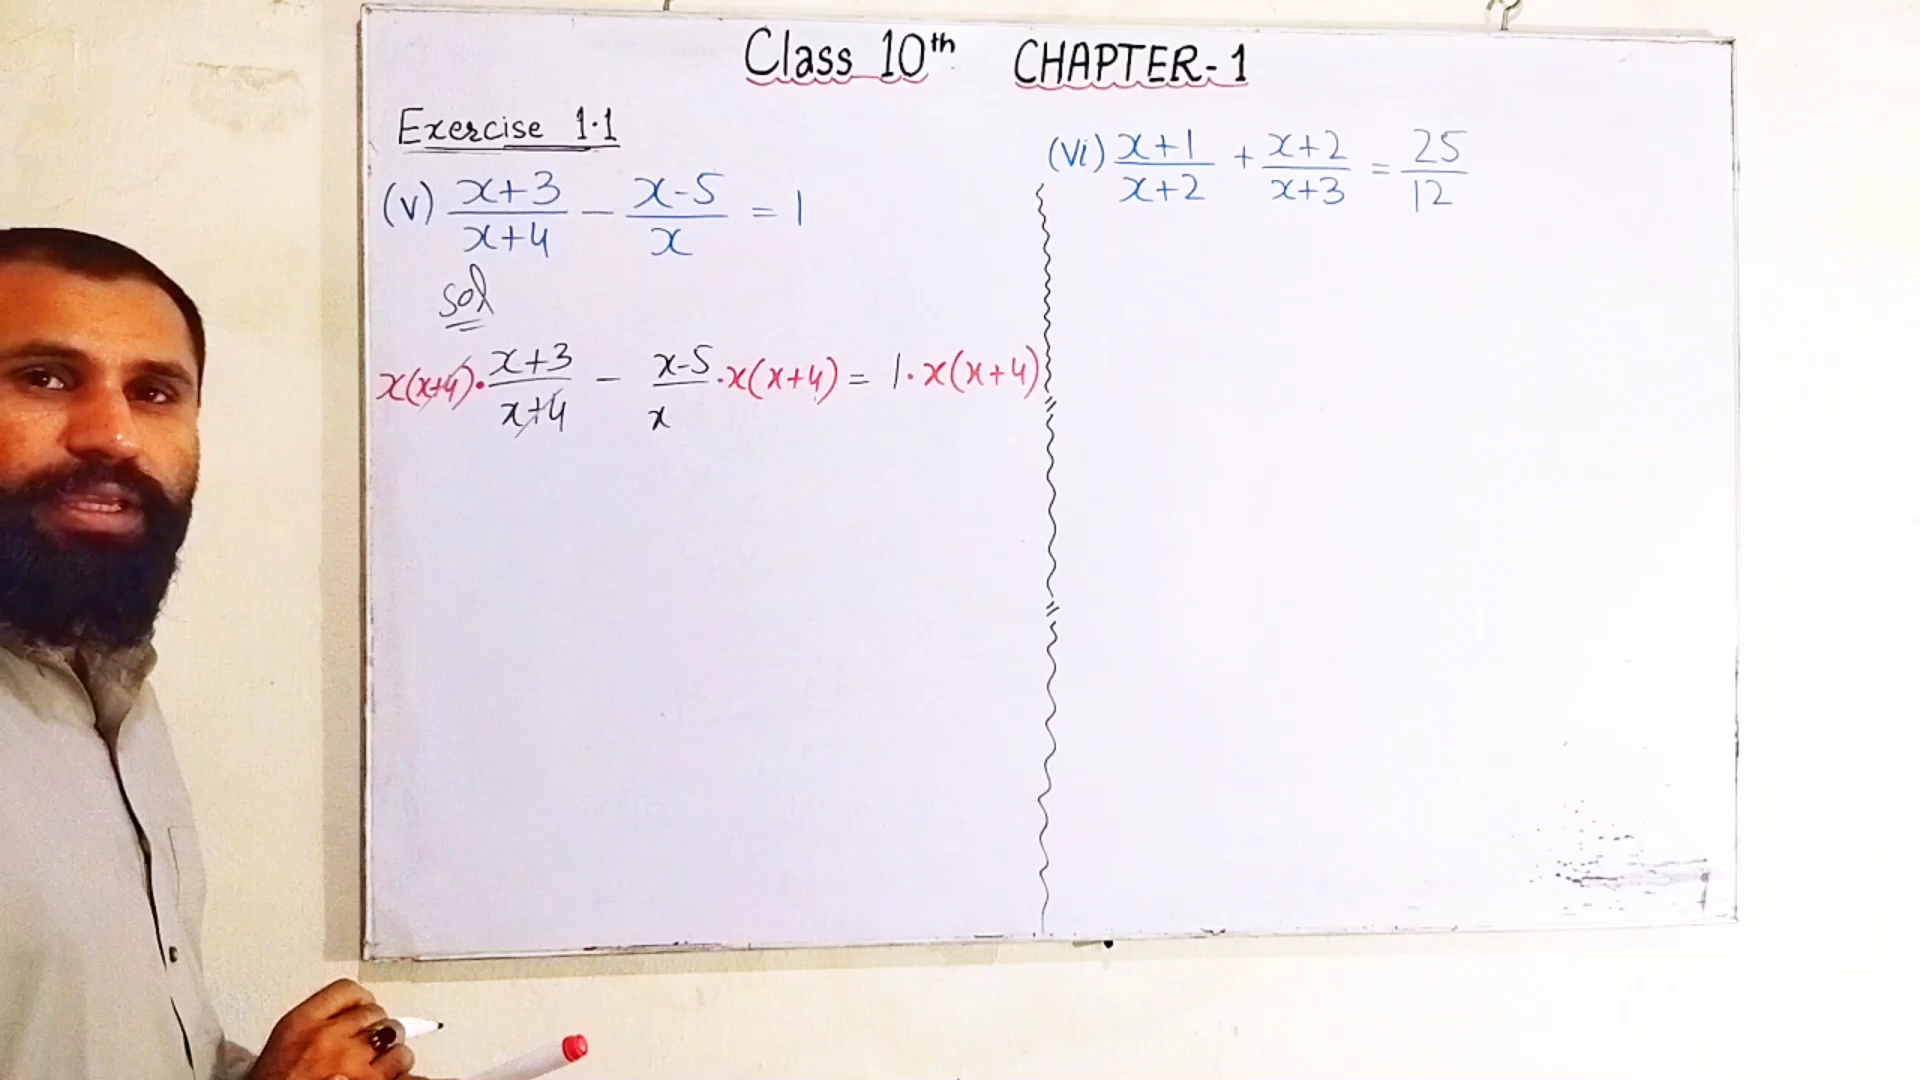 Class 10th CHAPTER-1
Exercise 1.1
(v) (x+3)/(x+4) - (x-5)/x = 1
sol
x(x+4)·(x+3)/(x+4) - (x-5)/x ·x(x+4) = 1·x(x+4)
(vi) (x+1)/(x+2) + (x+2)/(x+3) = 25/12